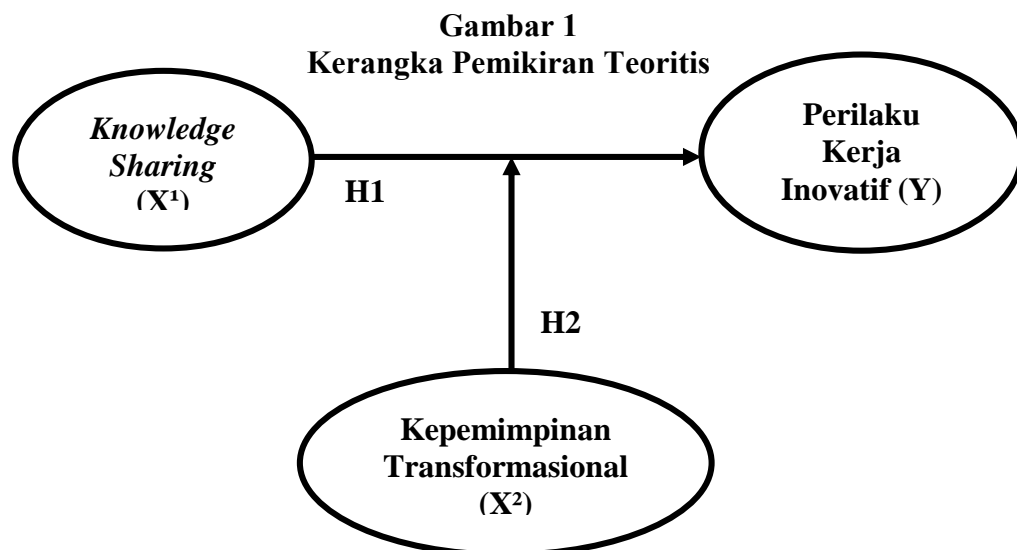 Gambar 1
Kerangka Pemikiran Teoritis
Knowledge
Sharing
(X¹)
H1
Perilaku
Kerja
Inovatif (Y)
H2
Kepemimpinan
Transformasional
(X²)